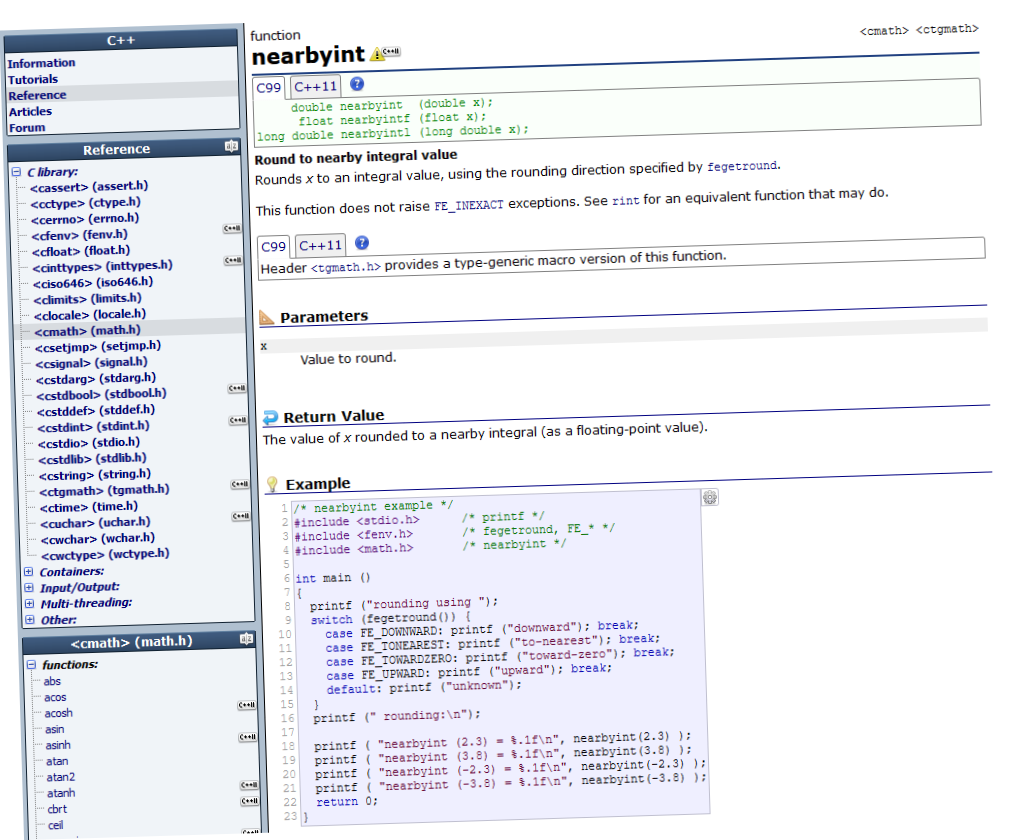 C++
Information
Tutorials
Reference
Articles
Forum
Reference
C library:
<cassert> (assert.h)
<cctype> (ctype.h)
<cerrno> (errno.h)
<cfenv> (fenv.h)
C++11
<cfloat> (float.h)
<cinttypes> (inttypes.h)
C++11
<ciso646> (iso646.h)
<climits> (limits.h)
<clocale> (locale.h)
<cmath> (math.h)
<csetjmp> (setjmp.h)
<csignal> (signal.h)
<cstdarg> (stdarg.h)
<cstdbool> (stdbool.h)
C++11
<cstddef> (stddef.h)
<cstdint> (stdint.h)
C++11
<cstdio> (stdio.h)
<cstdlib> (stdlib.h)
<cstring> (string.h)
<ctgmath> (tgmath.h)
C++11
<ctime> (time.h)
<cuchar> (uchar.h)
C++11
<cwchar> (wchar.h)
<cwctype> (wctype.h)
Containers:
Input/Output:
Multi-threading:
Other:
<cmath> (math.h)
functions:
abs
acos
acosh
C++11
asin
asinh
C++11
atan
atan2
atanh
C++11
cbrt
C++11
ceil
function
<cmath> <ctgmath>
nearbyint C++11
C99 C++11
double nearbyint (double x);
float nearbyintf (float x);
long double nearbyintl (long double x);
Round to nearby integral value
Rounds x to an integral value, using the rounding direction specified by fegetround.
This function does not raise FE_INEXACT exceptions. See rint for an equivalent function that may do.
C99 C++11
Header <tgmath.h> provides a type-generic macro version of this function.
Parameters
x
Value to round.
Return Value
The value of x rounded to a nearby integral (as a floating-point value).
Example
1 /* nearbyint example */
2 #include <stdio.h> /* printf */
3 #include <fenv.h> /* fegetround, FE_* */
4 #include <math.h> /* nearbyint */
5
6 int main ()
7 {
8 printf ("rounding using ");
9 switch (fegetround()) {
10 case FE_DOWNWARD: printf ("downward"); break;
11 case FE_TONEAREST: printf ("to-nearest"); break;
12 case FE_TOWARDZERO: printf ("toward-zero"); break;
13 case FE_UPWARD: printf ("upward"); break;
14 default: printf ("unknown");
15 }
16 printf (" rounding:\n");
17
18 printf ( "nearbyint (2.3) = %.1f\n", nearbyint(2.3) );
19 printf ( "nearbyint (3.8) = %.1f\n", nearbyint(3.8) );
20 printf ( "nearbyint (-2.3) = %.1f\n", nearbyint(-2.3) );
21 printf ( "nearbyint (-3.8) = %.1f\n", nearbyint(-3.8) );
22 return 0;
23 }